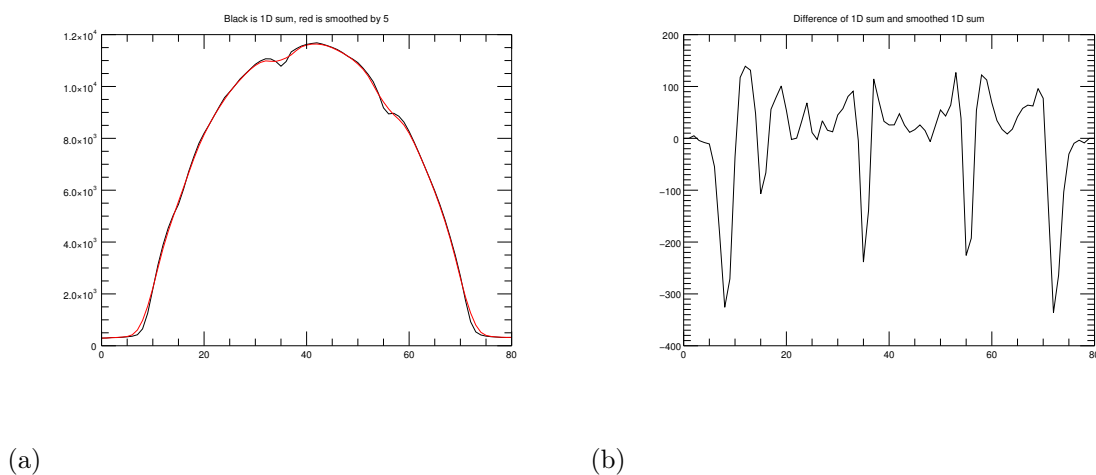 Black is 1D sum, red is smoothed by 5
1.2×10⁴
1.0×10⁴
8.0×10³
6.0×10³
4.0×10³
2.0×10³
0
0 20 40 60 80
(a)
Difference of 1D sum and smoothed 1D sum
200
100
0
−100
−200
−300
−400
0 20 40 60 80
(b)